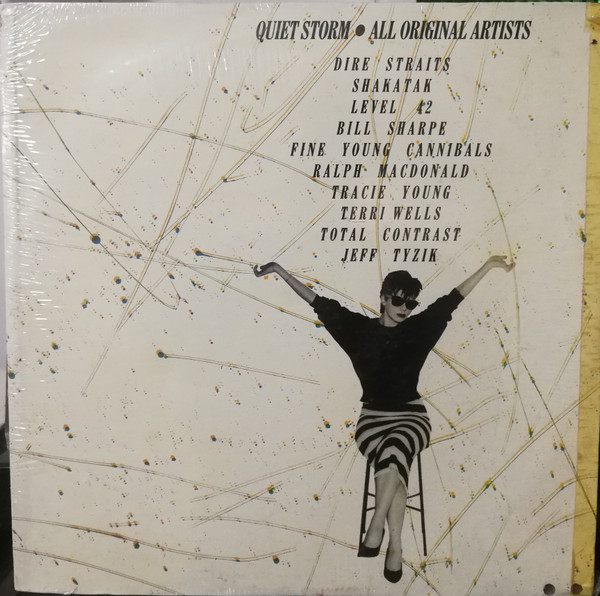 QUIET STORM • ALL ORIGINAL ARTISTS
DIRE STRAITS
SHAKATAK
LEVEL 42
BILL SHARPE
FINE YOUNG CANNIBALS
RALPH MACDONALD
TRACIE YOUNG
TERRI WELLS
TOTAL CONTRAST
JEFF TYZIK